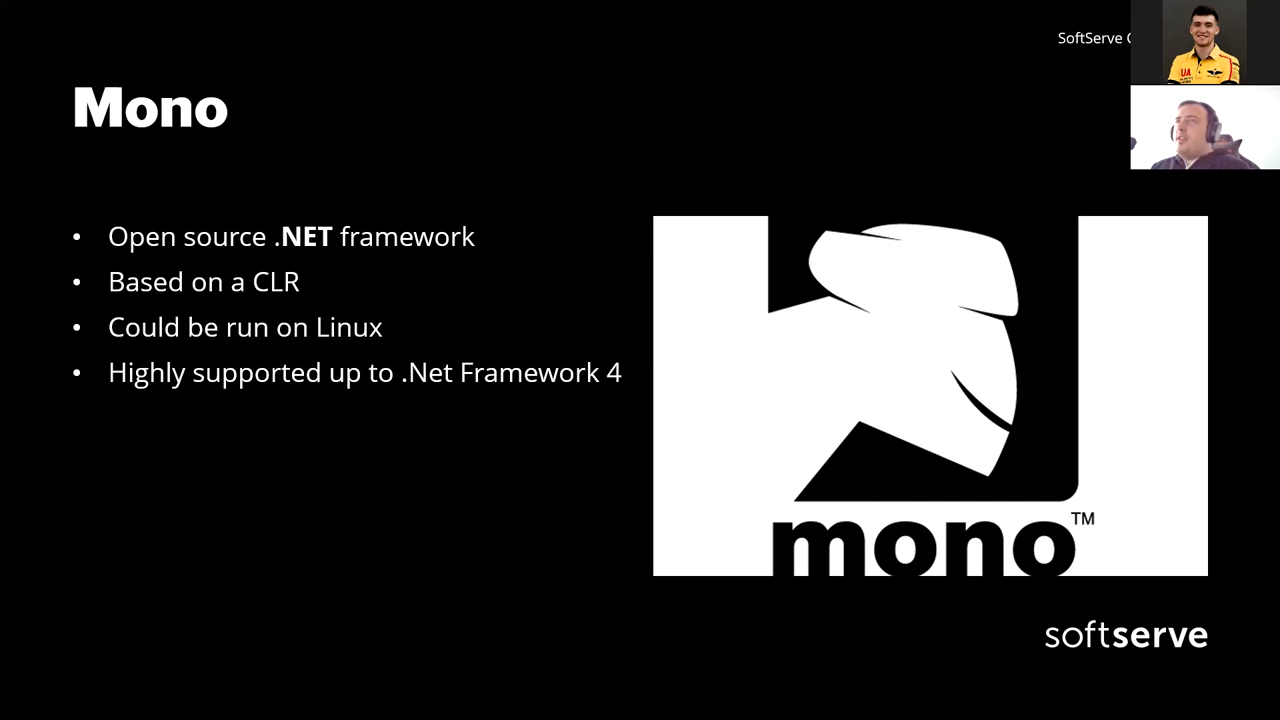 SoftServe
Mono
• Open source .NET framework
• Based on a CLR
• Could be run on Linux
• Highly supported up to .Net Framework 4
mono™
softserve
UA